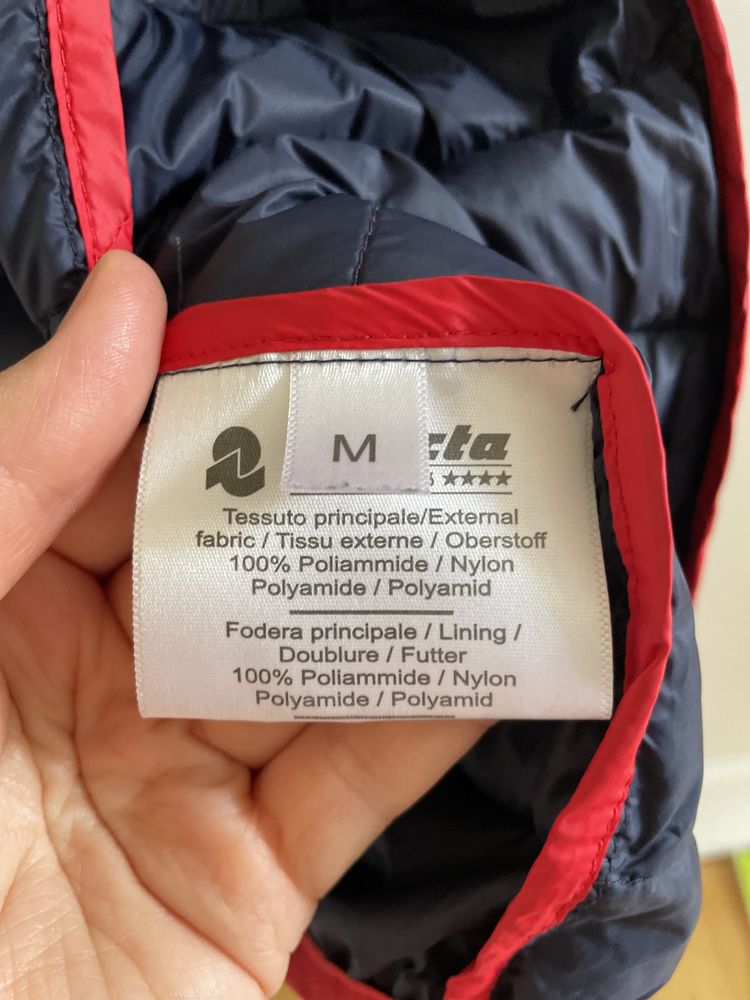 M
cta
Tessuto principale/External
fabric / Tissu externe / Oberstoff
100% Poliammide / Nylon
Polyamide / Polyamid
Fodera principale / Lining /
Doublure / Futter
100% Poliammide / Nylon
Polyamide / Polyamid